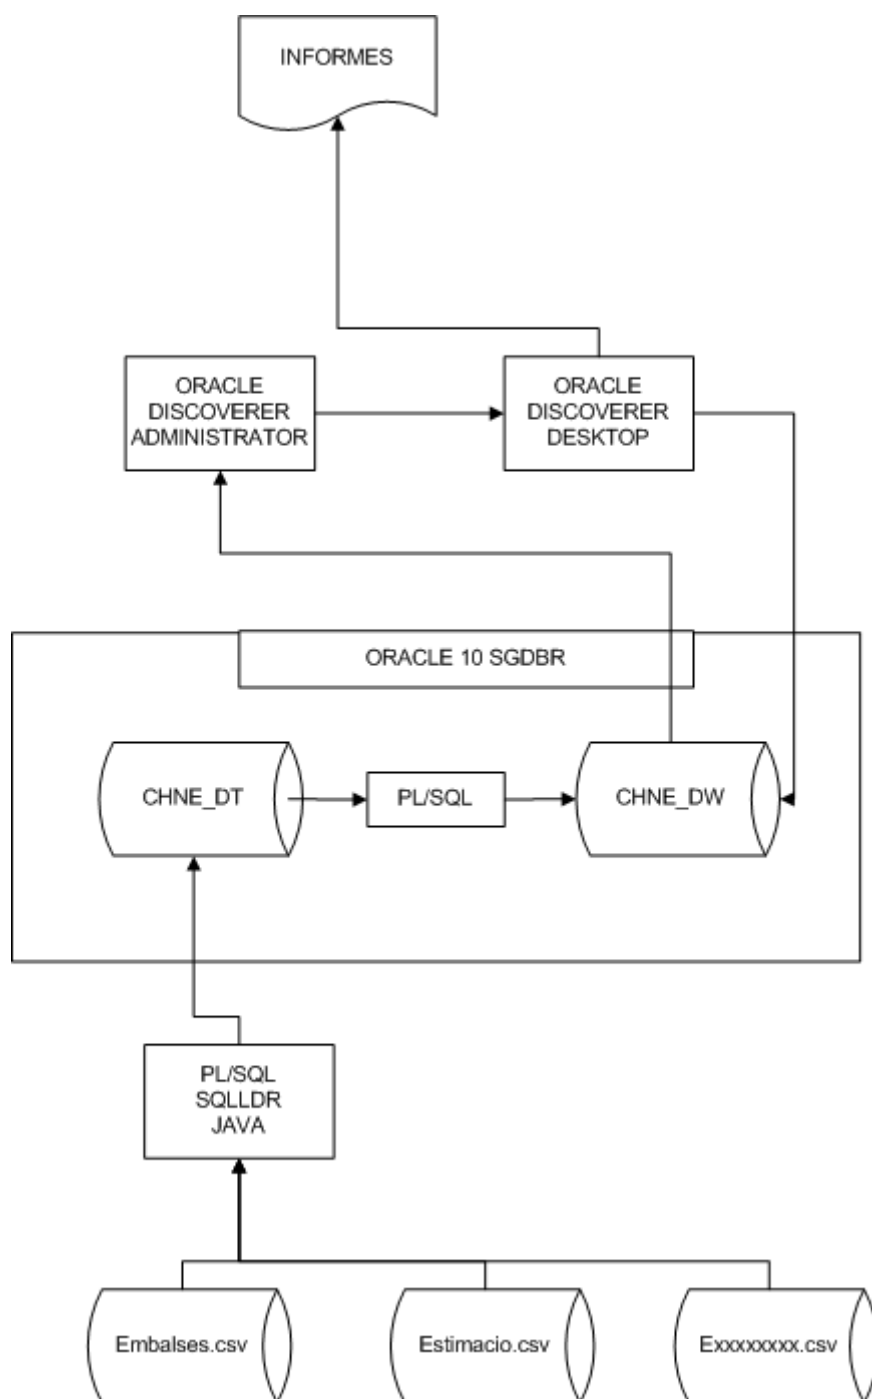 INFORMES
ORACLE
DISCOVERER
ADMINISTRATOR
ORACLE
DISCOVERER
DESKTOP
ORACLE 10 SGDBR
CHNE_DT
PL/SQL
CHNE_DW
PL/SQL
SQLLDR
JAVA
Embalses.csv
Estimacio.csv
Exxxxxxxx.csv